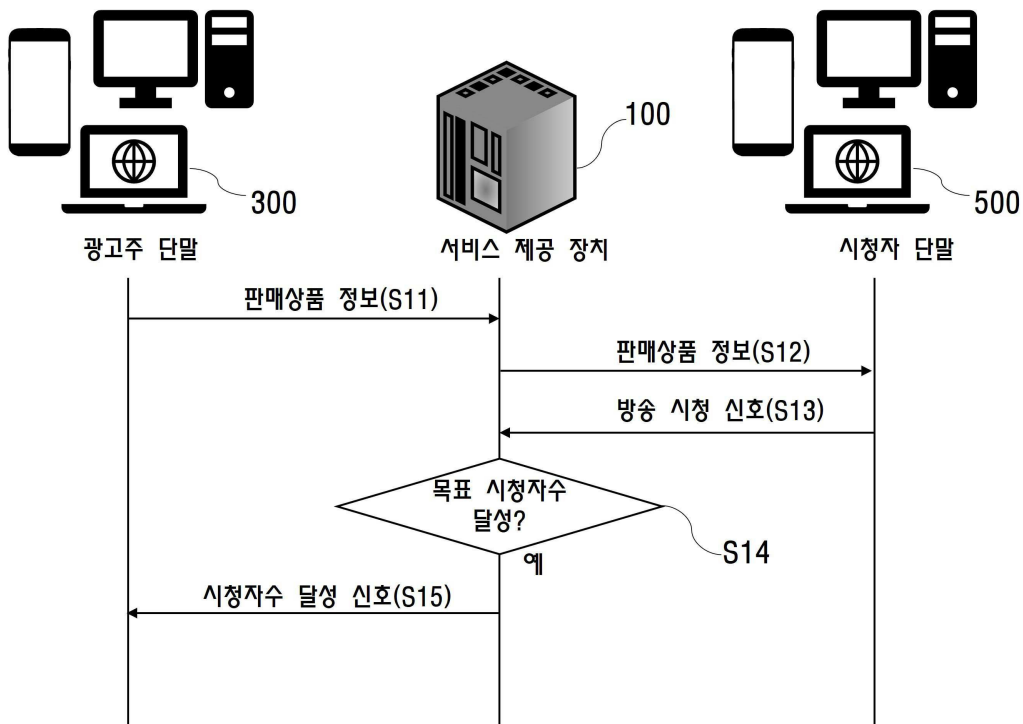 100
300
500
광고주 단말
서비스 제공 장치
시청자 단말
판매상품 정보(S11)
판매상품 정보(S12)
방송 시청 신호(S13)
목표 시청자수
달성?
S14
예
시청자수 달성 신호(S15)